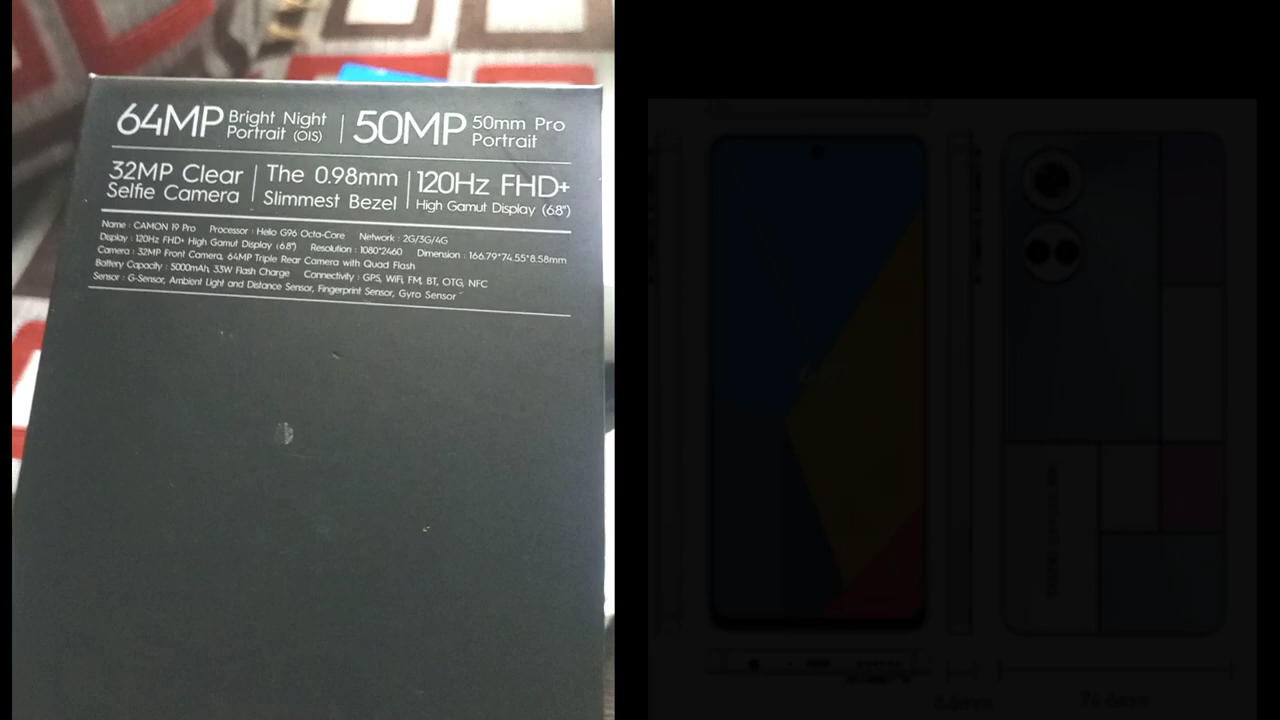 64MP Bright Night Portrait (OIS) | 50MP 50mm Pro Portrait
32MP Clear Selfie Camera | The 0.98mm Slimmest Bezel | 120Hz FHD+ High Gamut Display (6.8")
Name : CAMON 19 Pro Processor : Helio G96 Octa-Core Network : 2G/3G/4G
Display : 120Hz FHD+ High Gamut Display (6.8") Resolution : 1080*2460 Dimension : 166.79*74.55*8.58mm
Camera : 32MP Front Camera, 64MP Triple Rear Camera with Quad Flash
Battery Capacity : 5000mAh, 33W Flash Charge Connectivity : GPS, WiFi, FM, BT, OTG, NFC
Sensor : G-Sensor, Ambient Light and Distance Sensor, Fingerprint Sensor, Gyro Sensor